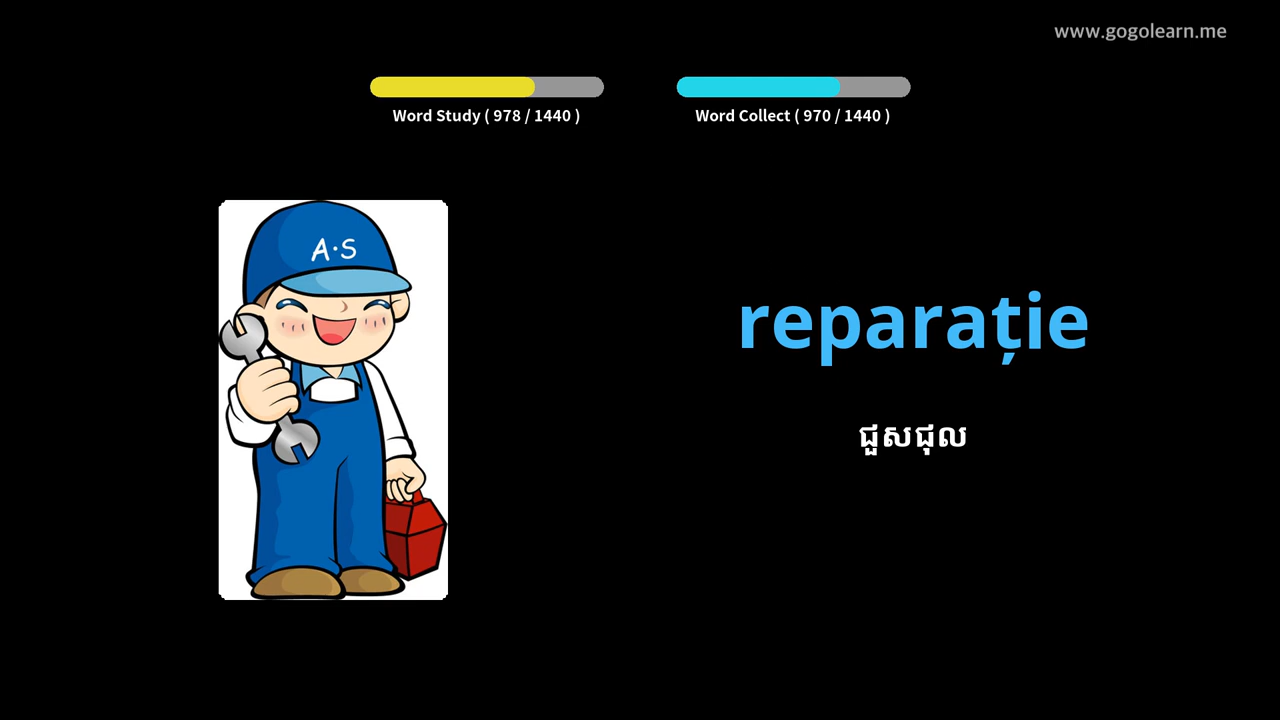 www.gogolearn.me
Word Study ( 978 / 1440 )
Word Collect ( 970 / 1440 )
A·S
reparație
ជួសជុល